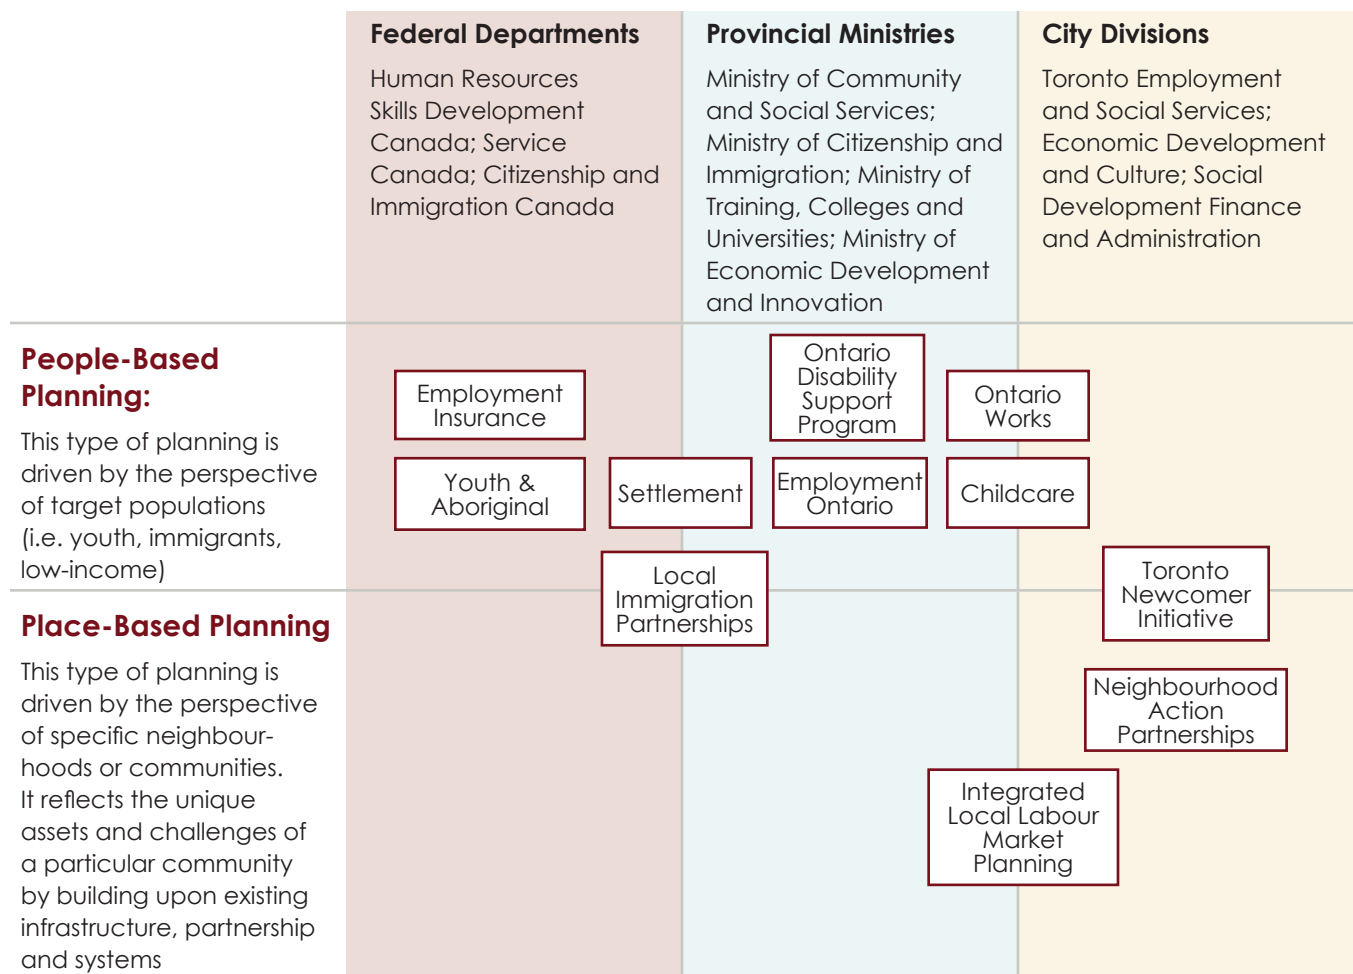 Federal Departments
Human Resources
Skills Development
Canada; Service
Canada; Citizenship and
Immigration Canada
Provincial Ministries
Ministry of Community
and Social Services;
Ministry of Citizenship and
Immigration; Ministry of
Training, Colleges and
Universities; Ministry of
Economic Development
and Innovation
City Divisions
Toronto Employment
and Social Services;
Economic Development
and Culture; Social
Development Finance
and Administration
People-Based
Planning:
This type of planning is
driven by the perspective
of target populations
(i.e. youth, immigrants,
low-income)
Employment
Insurance
Ontario
Disability
Support
Program
Ontario
Works
Youth &
Aboriginal
Settlement
Employment
Ontario
Childcare
Local
Immigration
Partnerships
Toronto
Newcomer
Initiative
Place-Based Planning
This type of planning is
driven by the perspective
of specific neighbour-
hoods or communities.
It reflects the unique
assets and challenges of
a particular community
by building upon existing
infrastructure, partnership
and systems
Neighbourhood
Action
Partnerships
Integrated
Local Labour
Market
Planning